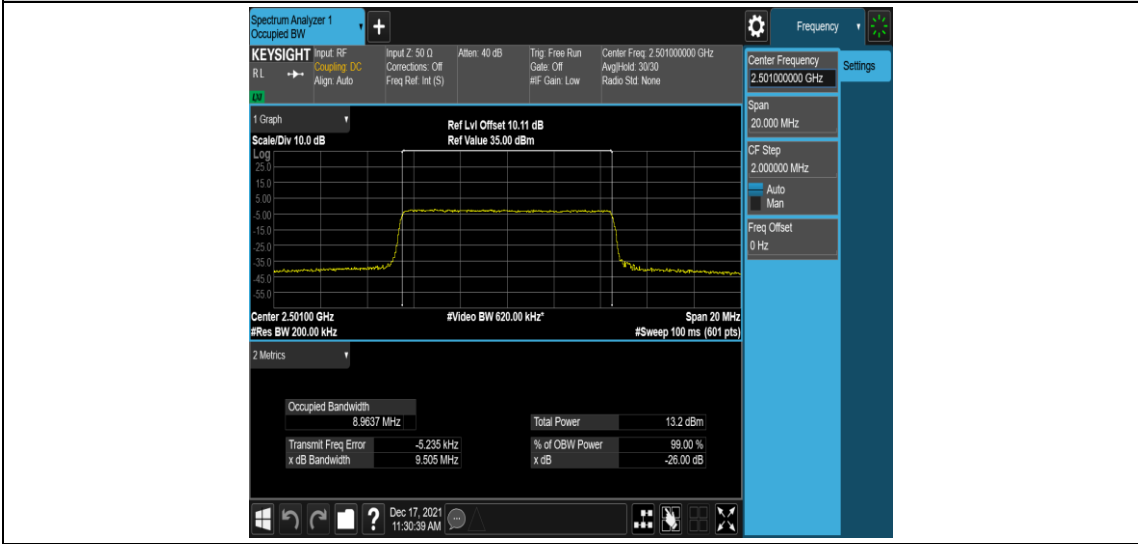 Spectrum Analyzer 1
Occupied BW
+
Frequency
KEYSIGHT Input: RF Input Z: 50 Ω Atten: 40 dB Trig: Free Run Center Freq: 2.501000000 GHz
RL Coupling: DC Corrections: Off Gate: Off Avg|Hold: 30/30
Align: Auto Freq Ref: Int (S) #IF Gain: Low Radio Std: None
LNI
Center Frequency
2.501000000 GHz
Settings
Span
20.000 MHz
CF Step
2.000000 MHz
Auto
Man
Freq Offset
0 Hz
1 Graph
Ref Lvl Offset 10.11 dB
Scale/Div 10.0 dB Ref Value 35.00 dBm
Log
25.0
15.0
5.00
-5.00
-15.0
-25.0
-35.0
-45.0
-55.0
Center 2.50100 GHz #Video BW 620.00 kHz* Span 20 MHz
#Res BW 200.00 kHz #Sweep 100 ms (601 pts)
2 Metrics
Occupied Bandwidth
8.9637 MHz
Total Power 13.2 dBm
Transmit Freq Error -5.235 kHz % of OBW Power 99.00 %
x dB Bandwidth 9.505 MHz x dB -26.00 dB
?
Dec 17, 2021
11:30:39 AM